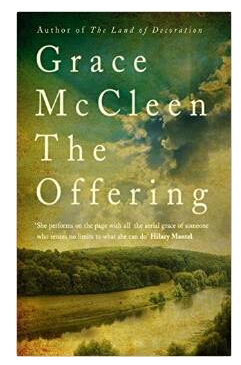 Author of The Land of Decoration
Grace
McCleen
The
Offering
'She performs on the page with all the aerial grace of someone
who senses no limits to what she can do' Hilary Mantel